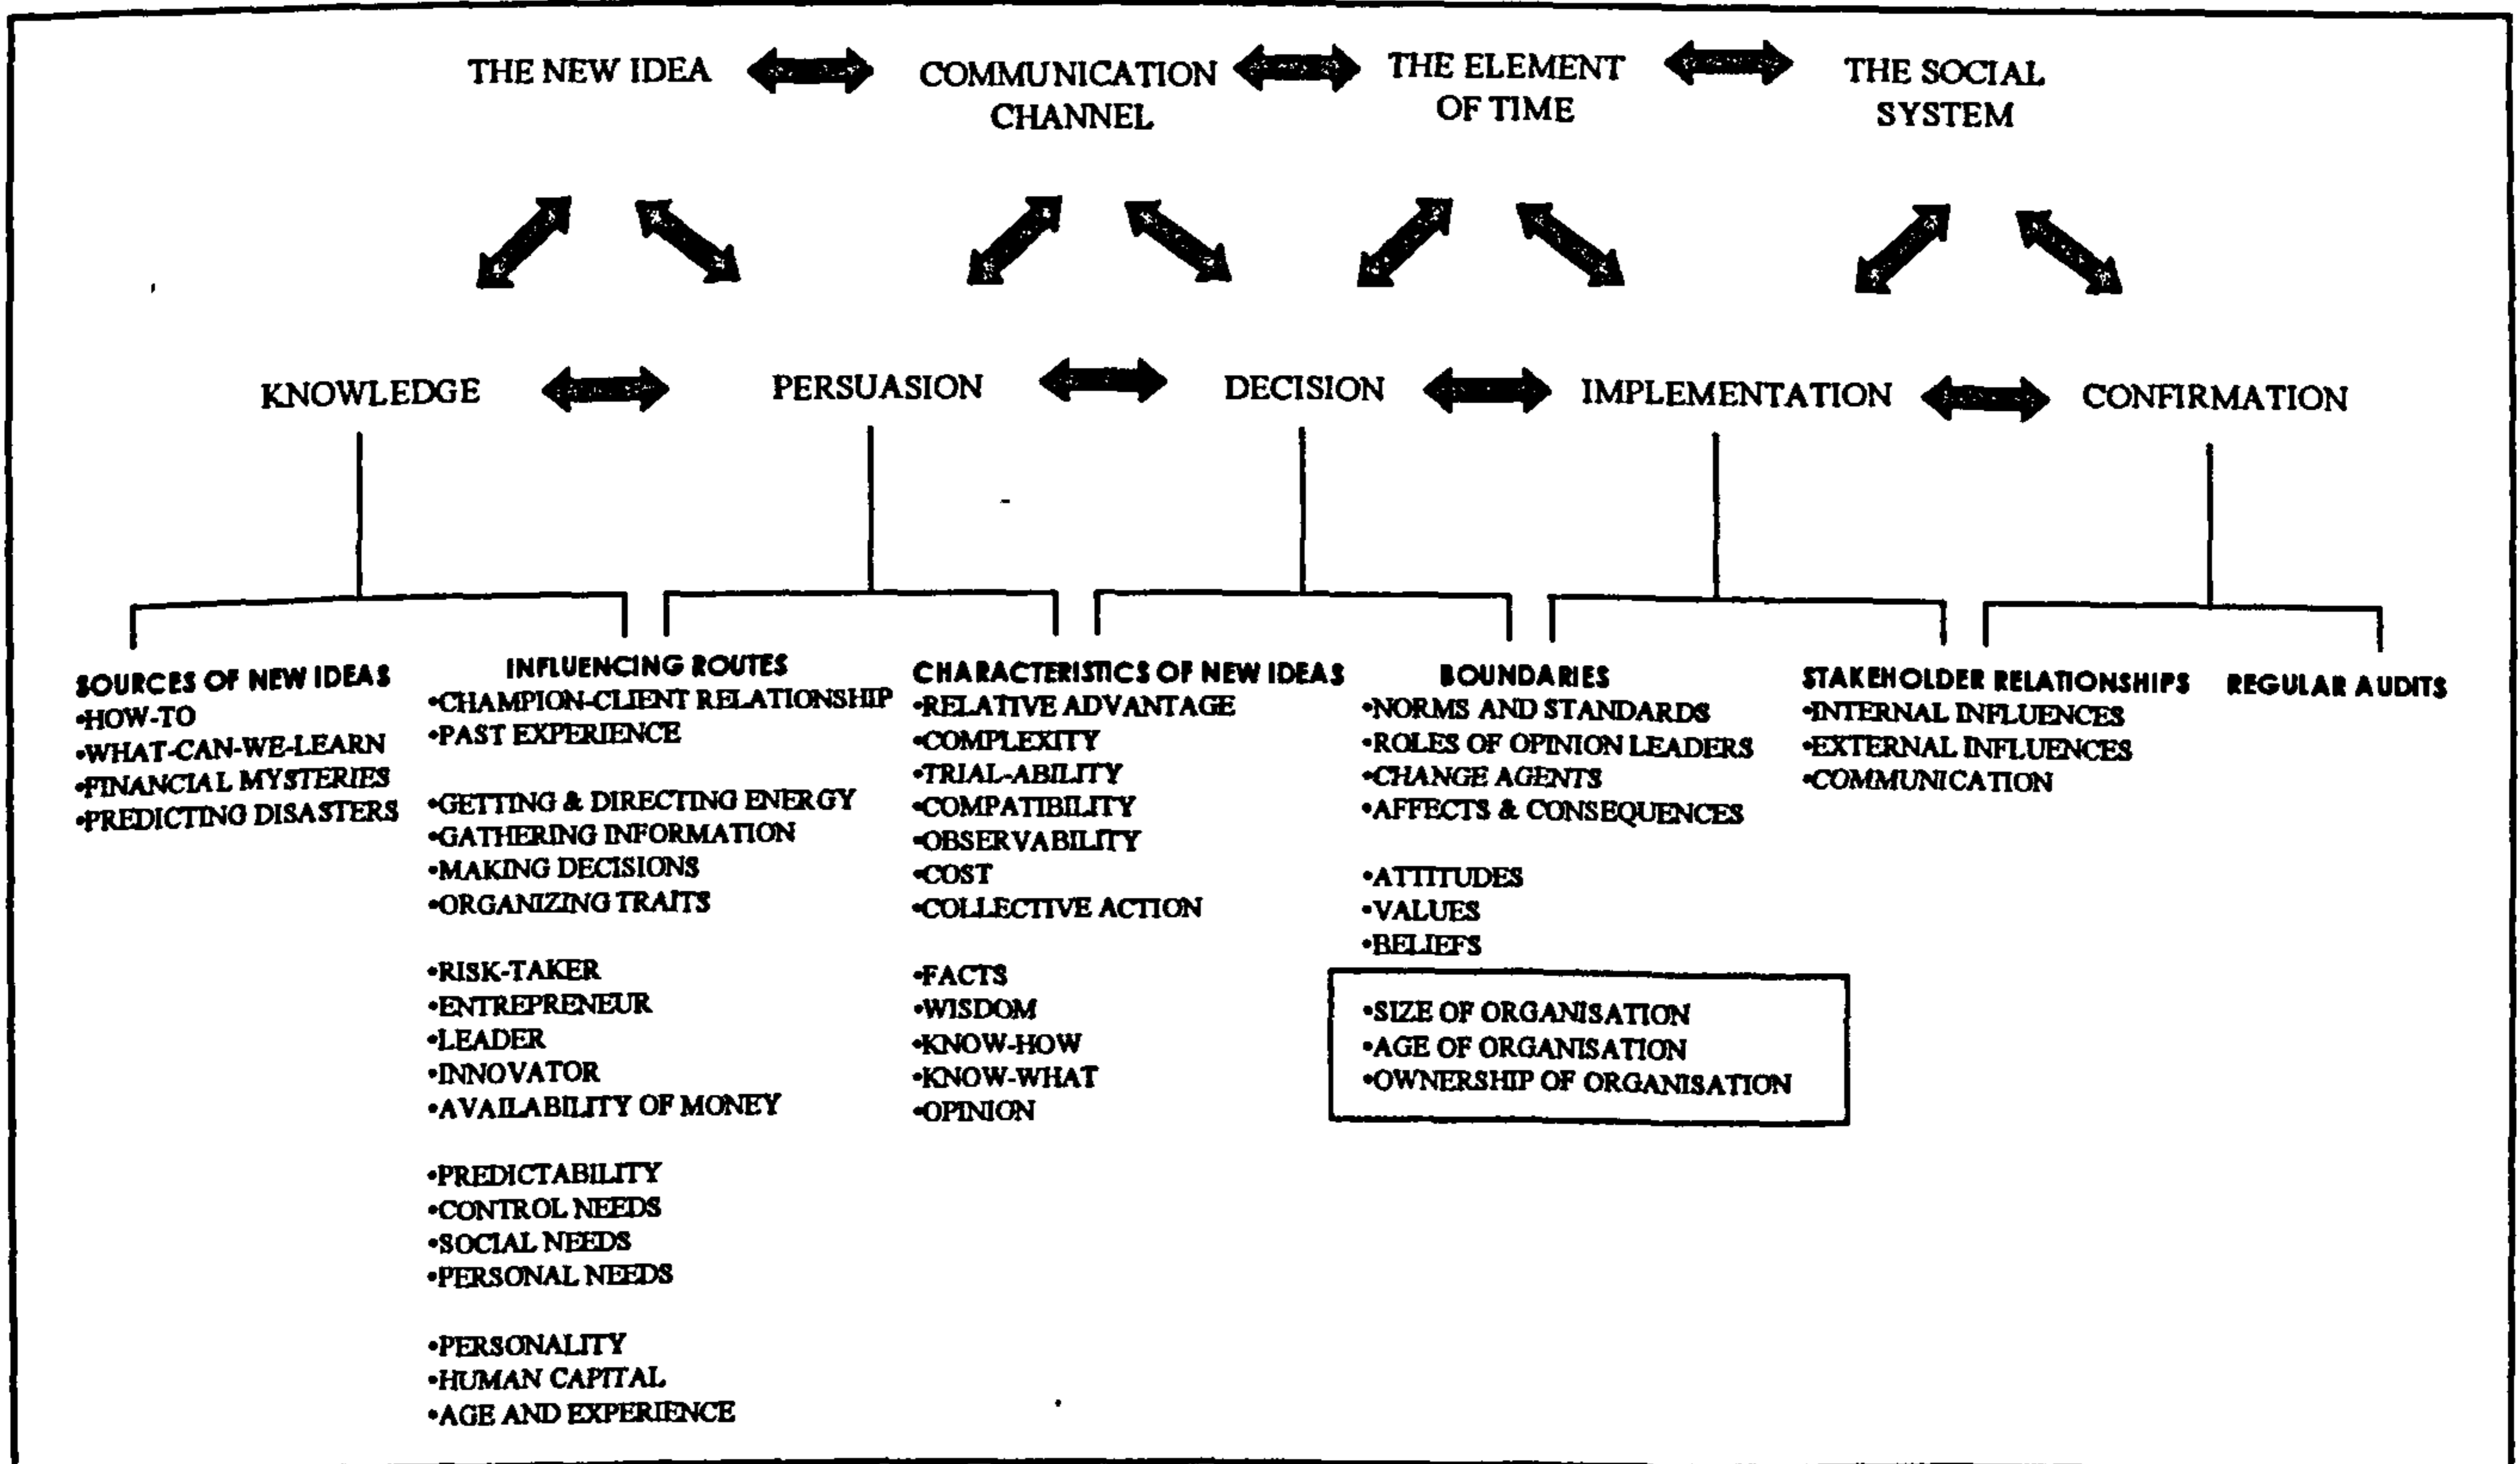 THE NEW IDEA
COMMUNICATION
CHANNEL
THE ELEMENT
OF TIME
THE SOCIAL
SYSTEM
KNOWLEDGE
PERSUASION
DECISION
IMPLEMENTATION
CONFIRMATION
SOURCES OF NEW IDEAS
•HOW-TO
•WHAT-CAN-WE-LEARN
•FINANCIAL MYSTERIES
•PREDICTING DISASTERS
INFLUENCING ROUTES
•CHAMPION-CLIENT RELATIONSHIP
•PAST EXPERIENCE
•GETTING & DIRECTING ENERGY
•GATHERING INFORMATION
•MAKING DECISIONS
•ORGANIZING TRAITS
•RISK-TAKER
•ENTREPRENEUR
•LEADER
•INNOVATOR
•AVAILABILITY OF MONEY
•PREDICTABILITY
•CONTROL NEEDS
•SOCIAL NEEDS
•PERSONAL NEEDS
•PERSONALITY
•HUMAN CAPITAL
•AGE AND EXPERIENCE
CHARACTERISTICS OF NEW IDEAS
•RELATIVE ADVANTAGE
•COMPLEXITY
•TRIAL-ABILITY
•COMPATIBILITY
•OBSERVABILITY
•COST
•COLLECTIVE ACTION
•FACTS
•WISDOM
•KNOW-HOW
•KNOW-WHAT
•OPINION
BOUNDARIES
•NORMS AND STANDARDS
•ROLES OF OPINION LEADERS
•CHANGE AGENTS
•AFFECTS & CONSEQUENCES
•ATTITUDES
•VALUES
•BELIEFS
•SIZE OF ORGANISATION
•AGE OF ORGANISATION
•OWNERSHIP OF ORGANISATION
STAKEHOLDER RELATIONSHIPS
•INTERNAL INFLUENCES
•EXTERNAL INFLUENCES
•COMMUNICATION
REGULAR AUDITS